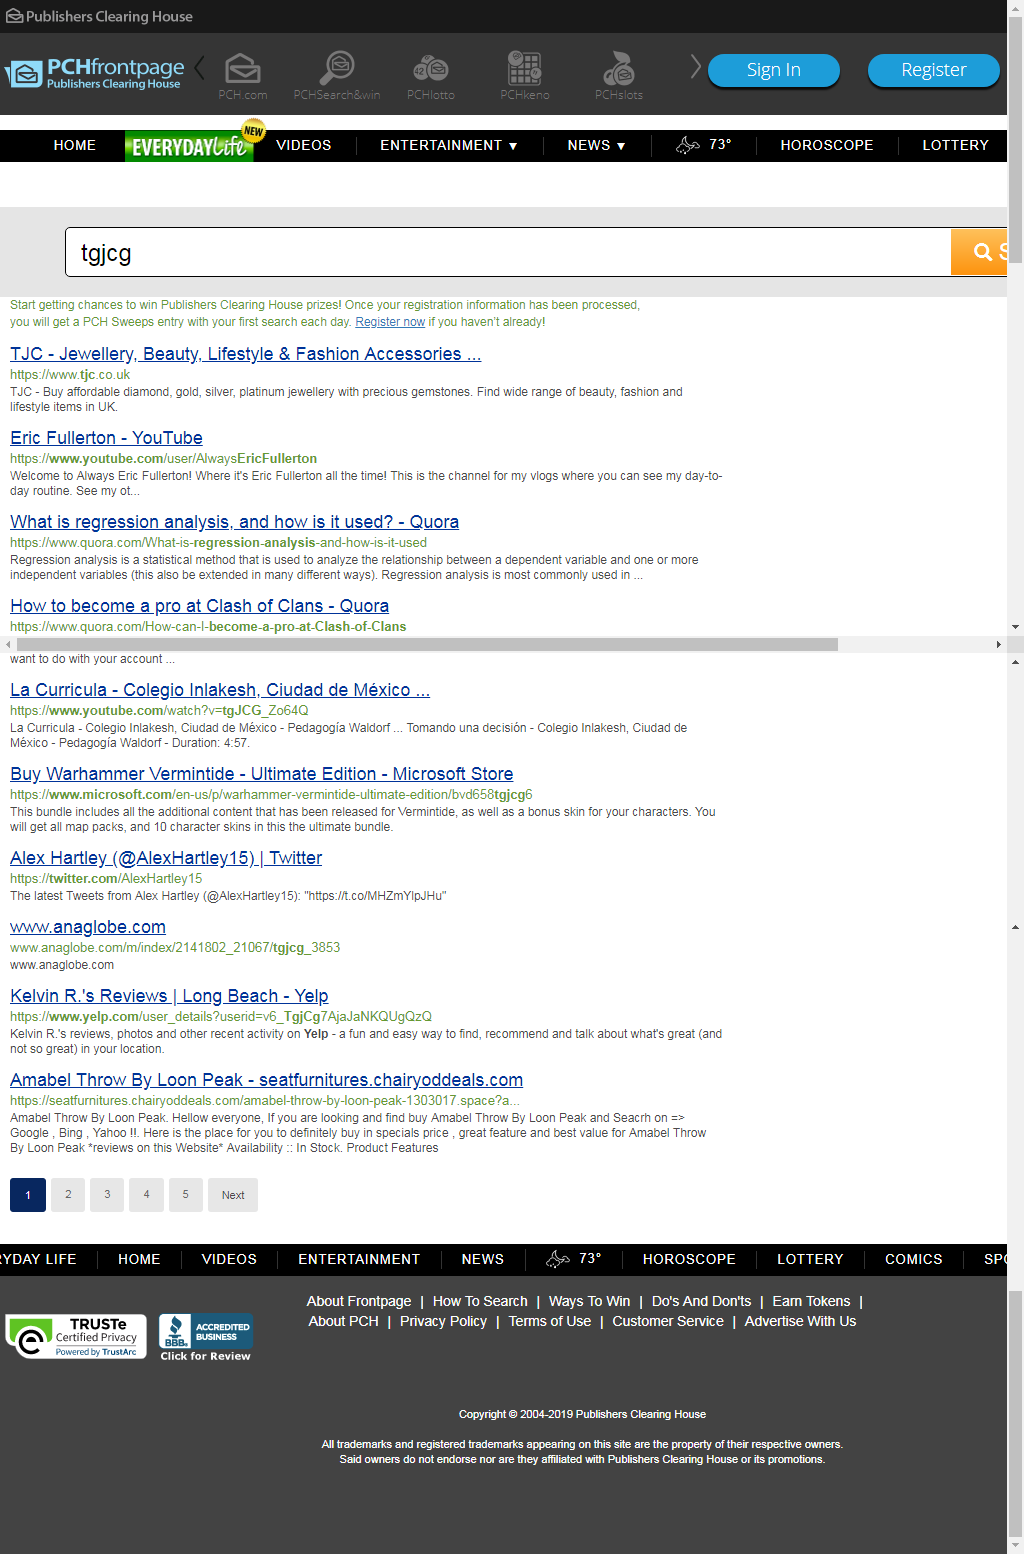 Publishers Clearing House
PCHfrontpage
Publishers Clearing House
PCH.com
PCHSearch&win
PCHlotto
PCHkeno
PCHslots
Sign In
Register
HOME
EVERYDAY Life
NEW
VIDEOS
ENTERTAINMENT ▼
NEWS ▼
73°
HOROSCOPE
LOTTERY
tgjcg
S
Start getting chances to win Publishers Clearing House prizes! Once your registration information has been processed,
you will get a PCH Sweeps entry with your first search each day. Register now if you haven't already!
TJC - Jewellery, Beauty, Lifestyle & Fashion Accessories ...
https://www.tjc.co.uk
TJC - Buy affordable diamond, gold, silver, platinum jewellery with precious gemstones. Find wide range of beauty, fashion and
lifestyle items in UK.
Eric Fullerton - YouTube
https://www.youtube.com/user/AlwaysEricFullerton
Welcome to Always Eric Fullerton! Where it's Eric Fullerton all the time! This is the channel for my vlogs where you can see my day-to-
day routine. See my ot...
What is regression analysis, and how is it used? - Quora
https://www.quora.com/What-is-regression-analysis-and-how-is-it-used
Regression analysis is a statistical method that is used to analyze the relationship between a dependent variable and one or more
independent variables (this also be extended in many different ways). Regression analysis is most commonly used in ...
How to become a pro at Clash of Clans - Quora
https://www.quora.com/How-can-I-become-a-pro-at-Clash-of-Clans
want to do with your account ...
La Curricula - Colegio Inlakesh, Ciudad de México ...
https://www.youtube.com/watch?v=tgJCG_Zo64Q
La Curricula - Colegio Inlakesh, Ciudad de México - Pedagogía Waldorf ... Tomando una decisión - Colegio Inlakesh, Ciudad de
México - Pedagogía Waldorf - Duration: 4:57.
Buy Warhammer Vermintide - Ultimate Edition - Microsoft Store
https://www.microsoft.com/en-us/p/warhammer-vermintide-ultimate-edition/bvd658tgjcg6
This bundle includes all the additional content that has been released for Vermintide, as well as a bonus skin for your characters. You
will get all map packs, and 10 character skins in this the ultimate bundle.
Alex Hartley (@AlexHartley15) | Twitter
https://twitter.com/AlexHartley15
The latest Tweets from Alex Hartley (@AlexHartley15): "https://t.co/MHZmYlpJHu"
www.anaglobe.com
www.anaglobe.com/m/index/2141802_21067/tgjcg_3853
www.anaglobe.com
Kelvin R.'s Reviews | Long Beach - Yelp
https://www.yelp.com/user_details?userid=v6_TgjCg7AjaJaNKQUgQzQ
Kelvin R.'s reviews, photos and other recent activity on Yelp - a fun and easy way to find, recommend and talk about what's great (and
not so great) in your location.
Amabel Throw By Loon Peak - seatfurnitures.chairyoddeals.com
https://seatfurnitures.chairyoddeals.com/amabel-throw-by-loon-peak-1303017.space?a...
Amabel Throw By Loon Peak. Hellow everyone, If you are looking and find buy Amabel Throw By Loon Peak and Seacrh on =>
Google , Bing , Yahoo !!. Here is the place for you to definitely buy in specials price , great feature and best value for Amabel Throw
By Loon Peak *reviews on this Website* Availability :: In Stock. Product Features
1 2 3 4 5 Next
RYDAY LIFE
HOME
VIDEOS
ENTERTAINMENT
NEWS
73°
HOROSCOPE
LOTTERY
COMICS
SPO
About Frontpage | How To Search | Ways To Win | Do's And Don'ts | Earn Tokens |
About PCH | Privacy Policy | Terms of Use | Customer Service | Advertise With Us
TRUSTe
Certified Privacy
Powered by TrustArc
BBB.
ACCREDITED
BUSINESS
Click for Review
Copyright © 2004-2019 Publishers Clearing House
All trademarks and registered trademarks appearing on this site are the property of their respective owners.
Said owners do not endorse nor are they affiliated with Publishers Clearing House or its promotions.